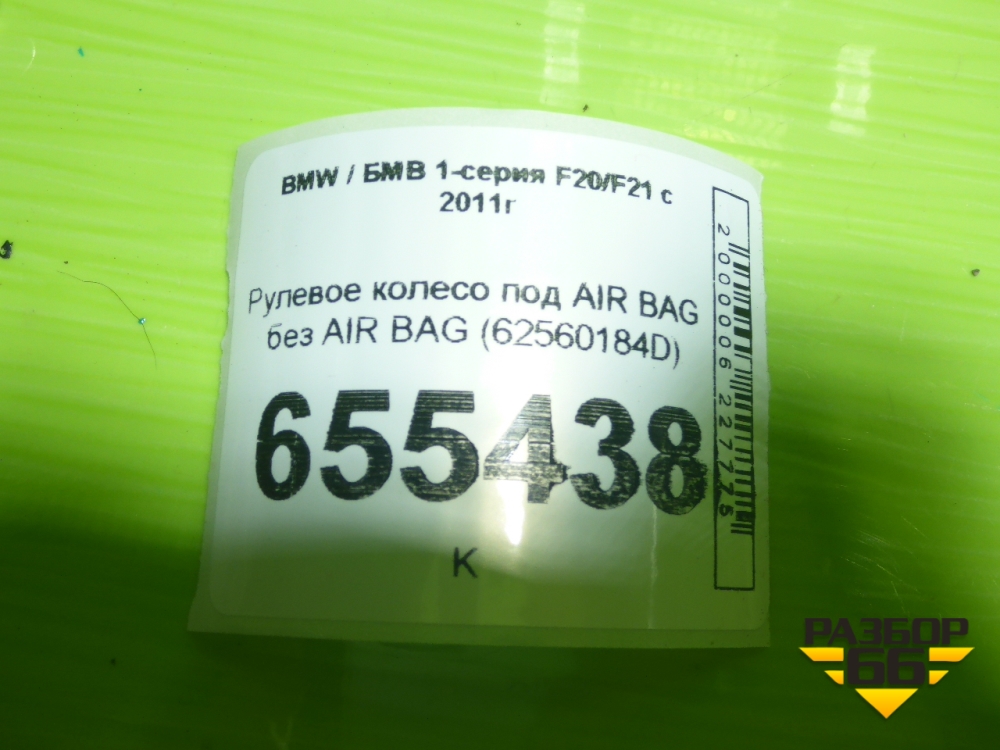 BMW / БМВ 1-серия F20/F21 с
2011г
Рулевое колесо под AIR BAG
без AIR BAG (62560184D)
655438
К
2000006227775
РАЗБОР
66